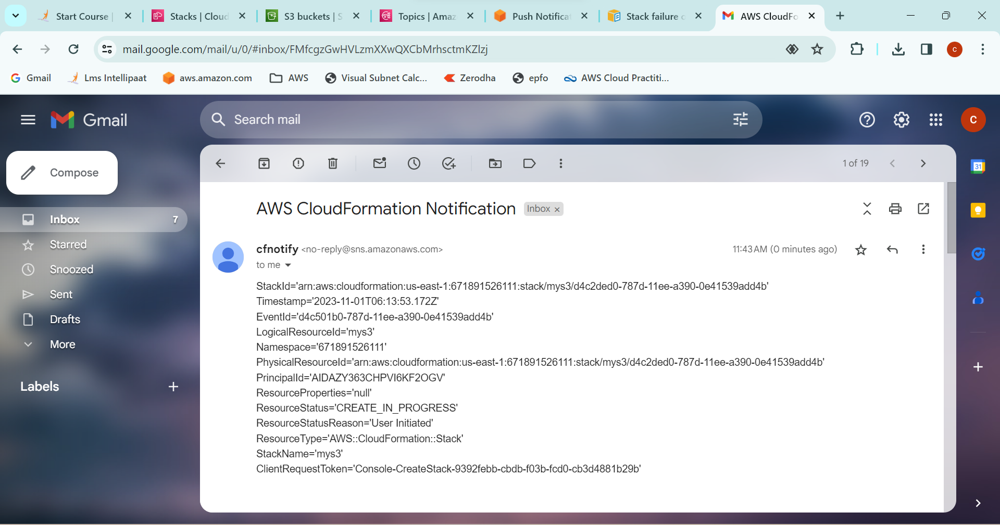 Start Course |
Stacks | Cloud
S3 buckets | S
Topics | Amaz
Push Notificat
Stack failure o
AWS CloudFo
mail.google.com/mail/u/0/#inbox/FMfcgzGwHVLzmXXwQXCbMrhsctmKZlzj
C
Gmail
Lms Intellipaat
aws.amazon.com
AWS
Visual Subnet Calc...
Zerodha
epfo
AWS Cloud Practiti...
Gmail
Search mail
C
Compose
1 of 19
31
Inbox 7
Starred
Snoozed
Sent
Drafts
More
Labels
AWS CloudFormation Notification Inbox ×
cfnotify <no-reply@sns.amazonaws.com> 11:43 AM (0 minutes ago)
to me
StackId='arn:aws:cloudformation:us-east-1:671891526111:stack/mys3/d4c2ded0-787d-11ee-a390-0e41539add4b'
Timestamp='2023-11-01T06:13:53.172Z'
EventId='d4c501b0-787d-11ee-a390-0e41539add4b'
LogicalResourceId='mys3'
Namespace='671891526111'
PhysicalResourceId='arn:aws:cloudformation:us-east-1:671891526111:stack/mys3/d4c2ded0-787d-11ee-a390-0e41539add4b'
PrincipalId='AIDAZY363CHPVI6KF2OGV'
ResourceProperties='null'
ResourceStatus='CREATE_IN_PROGRESS'
ResourceStatusReason='User Initiated'
ResourceType='AWS::CloudFormation::Stack'
StackName='mys3'
ClientRequestToken='Console-CreateStack-9392febb-cbdb-f03b-fcd0-cb3d4881b29b'